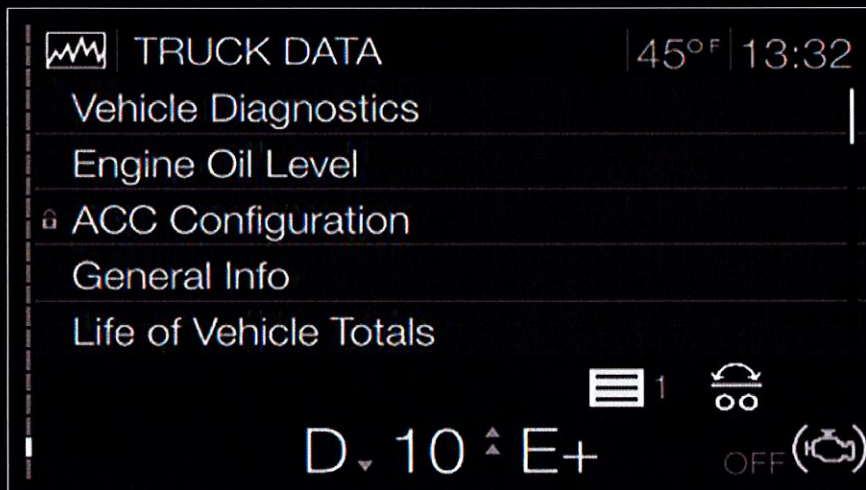 TRUCK DATA 45°F 13:32
Vehicle Diagnostics
Engine Oil Level
ACC Configuration
General Info
Life of Vehicle Totals
1
D 10 E+ OFF